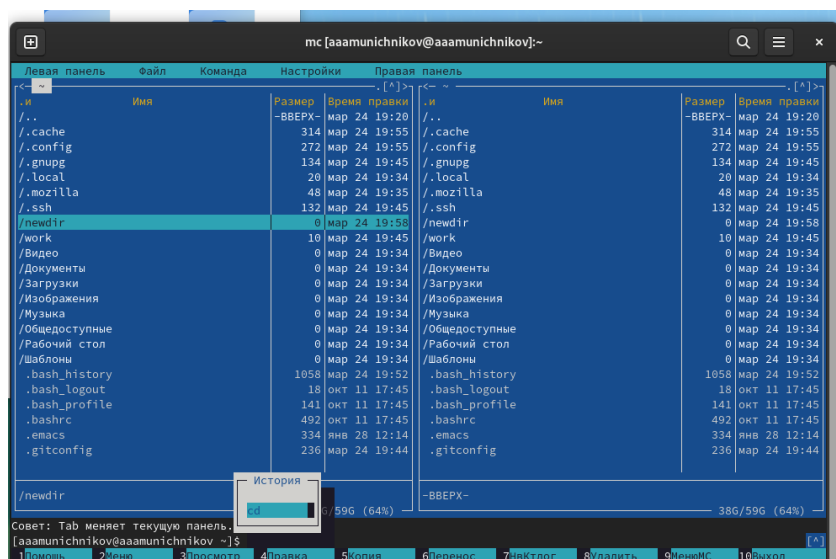 mc [aaamunichnikov@aaamunichnikov]:~
Левая панель Файл Команда Настройки Правая панель
<- ~ .[^]> <- ~ .[^]>
.и Имя Размер Время правки .и Имя Размер Время правки
/.. -ВВЕРХ- мар 24 19:20 /.. -ВВЕРХ- мар 24 19:20
/.cache 314 мар 24 19:55 /.cache 314 мар 24 19:55
/.config 272 мар 24 19:55 /.config 272 мар 24 19:55
/.gnupg 134 мар 24 19:45 /.gnupg 134 мар 24 19:45
/.local 20 мар 24 19:34 /.local 20 мар 24 19:34
/.mozilla 48 мар 24 19:35 /.mozilla 48 мар 24 19:35
/.ssh 132 мар 24 19:45 /.ssh 132 мар 24 19:45
/newdir 0 мар 24 19:58 /newdir 0 мар 24 19:58
/work 10 мар 24 19:45 /work 10 мар 24 19:45
/Видео 0 мар 24 19:34 /Видео 0 мар 24 19:34
/Документы 0 мар 24 19:34 /Документы 0 мар 24 19:34
/Загрузки 0 мар 24 19:34 /Загрузки 0 мар 24 19:34
/Изображения 0 мар 24 19:34 /Изображения 0 мар 24 19:34
/Музыка 0 мар 24 19:34 /Музыка 0 мар 24 19:34
/Общедоступные 0 мар 24 19:34 /Общедоступные 0 мар 24 19:34
/Рабочий стол 0 мар 24 19:34 /Рабочий стол 0 мар 24 19:34
/Шаблоны 0 мар 24 19:34 /Шаблоны 0 мар 24 19:34
.bash_history 1058 мар 24 19:52 .bash_history 1058 мар 24 19:52
.bash_logout 18 окт 11 17:45 .bash_logout 18 окт 11 17:45
.bash_profile 141 окт 11 17:45 .bash_profile 141 окт 11 17:45
.bashrc 492 окт 11 17:45 .bashrc 492 окт 11 17:45
.emacs 334 янв 28 12:14 .emacs 334 янв 28 12:14
.gitconfig 236 мар 24 19:44 .gitconfig 236 мар 24 19:44
История
/newdir -ВВЕРХ-
cd G/59G (64%) 38G/59G (64%)
Совет: Tab меняет текущую панель.
[aaamunichnikov@aaamunichnikov ~]$ [^]
1Помощь 2Меню 3Просмотр 4Правка 5Копия 6Перенос 7НвКтлог 8Удалить 9МенюМС 10Выход